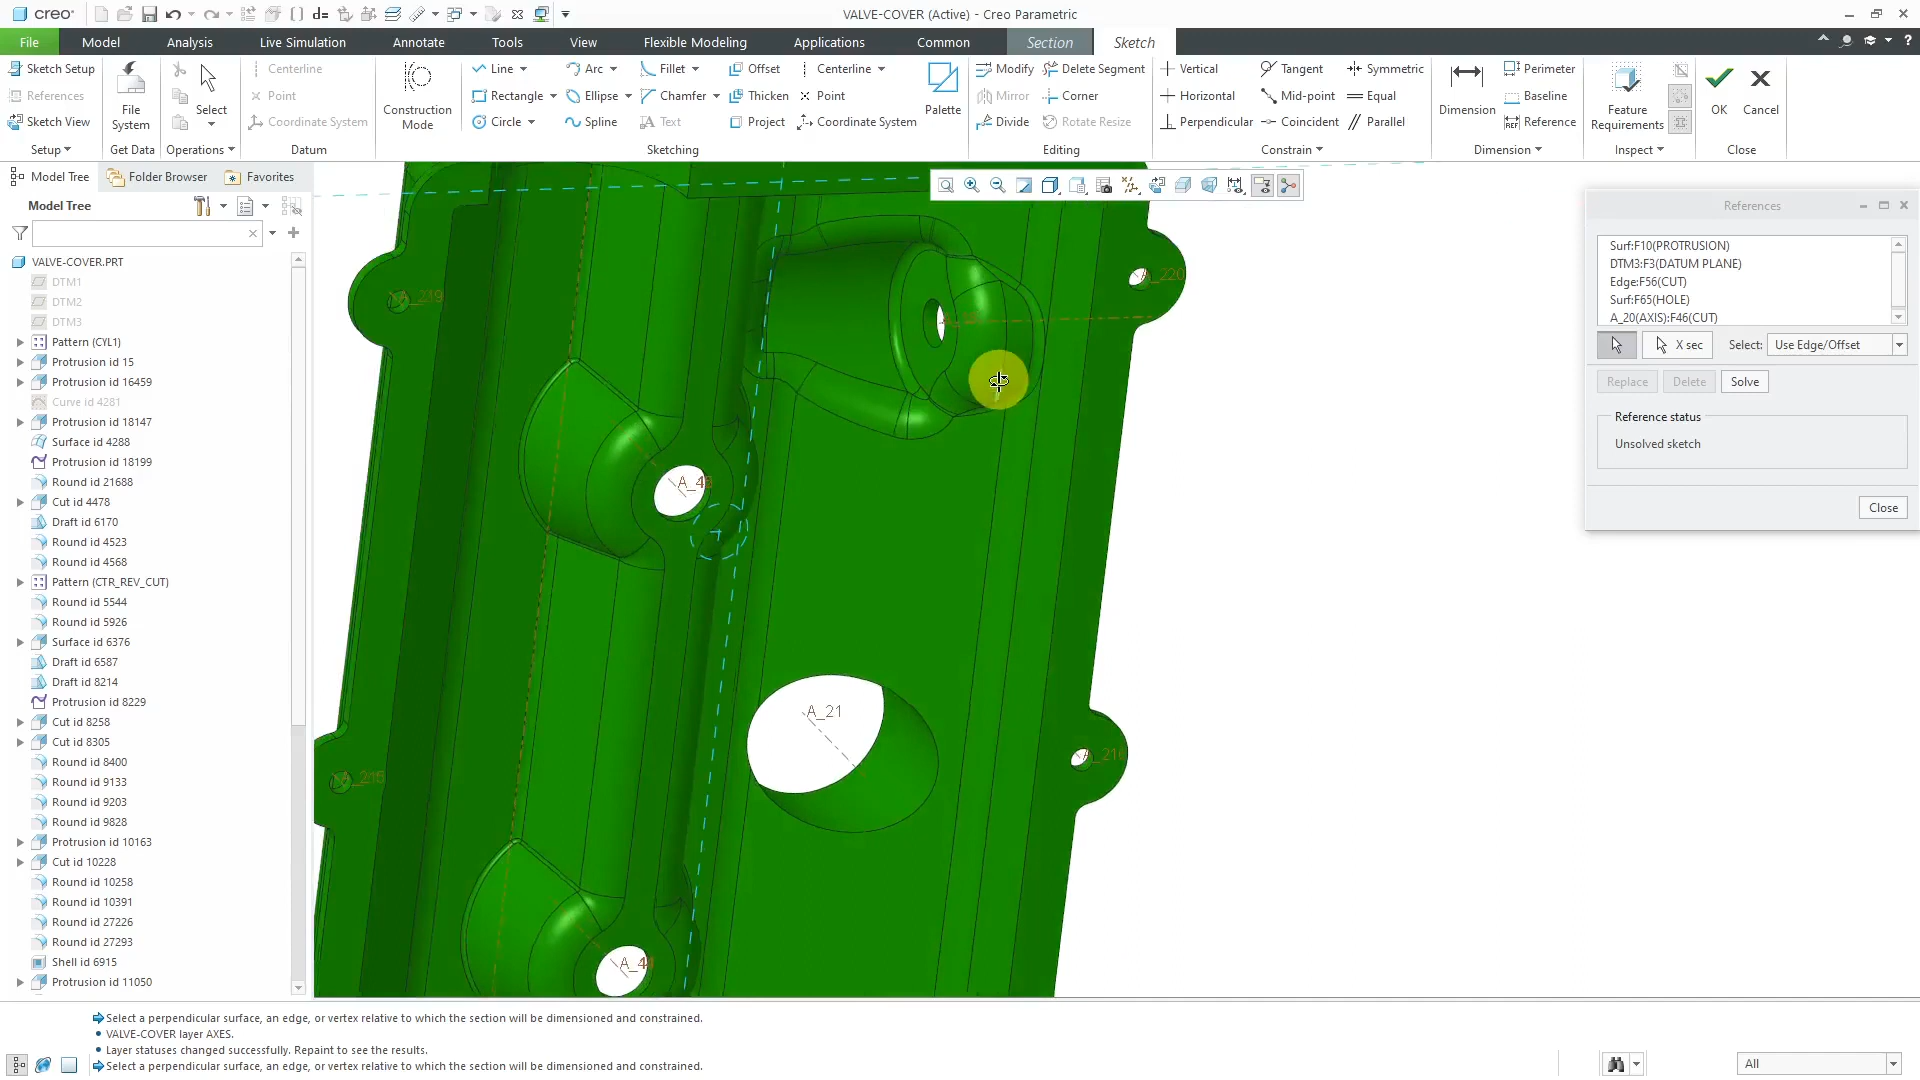 creo
d=
VALVE-COVER (Active) - Creo Parametric
File
Model
Analysis
Live Simulation
Annotate
Tools
View
Flexible Modeling
Applications
Common
Section
Sketch
Sketch Setup
References
Sketch View
Setup
File System
Get Data
Select
Operations
Centerline
Point
Coordinate System
Datum
Construction Mode
Line
Rectangle
Circle
Arc
Ellipse
Spline
Fillet
Chamfer
Text
Offset
Thicken
Project
Centerline
Point
Coordinate System
Palette
Sketching
Modify
Mirror
Divide
Delete Segment
Corner
Rotate Resize
Editing
Vertical
Horizontal
Perpendicular
Tangent
Mid-point
Coincident
Symmetric
Equal
Parallel
Constrain
Dimension
Perimeter
Baseline
Reference
Dimension
Feature Requirements
Inspect
OK
Cancel
Close
Model Tree
Folder Browser
Favorites
Model Tree
VALVE-COVER.PRT
DTM1
DTM2
DTM3
Pattern (CYL1)
Protrusion id 15
Protrusion id 16459
Curve id 4281
Protrusion id 18147
Surface id 4288
Protrusion id 18199
Round id 21688
Cut id 4478
Draft id 6170
Round id 4523
Round id 4568
Pattern (CTR_REV_CUT)
Round id 5544
Round id 5926
Surface id 6376
Draft id 6587
Draft id 8214
Protrusion id 8229
Cut id 8258
Cut id 8305
Round id 8400
Round id 9133
Round id 9203
Round id 9828
Protrusion id 10163
Cut id 10228
Round id 10258
Round id 10391
Round id 27226
Round id 27293
Shell id 6915
Protrusion id 11050
A_219
A_220
A_21
A_216
References
Surf:F10(PROTRUSION)
DTM3:F3(DATUM PLANE)
Edge:F56(CUT)
Surf:F65(HOLE)
A_20(AXIS):F46(CUT)
X sec
Select:
Use Edge/Offset
Replace
Delete
Solve
Reference status
Unsolved sketch
Close
Select a perpendicular surface, an edge, or vertex relative to which the section will be dimensioned and constrained.
VALVE-COVER layer AXES.
Layer statuses changed successfully. Repaint to see the results.
Select a perpendicular surface, an edge, or vertex relative to which the section will be dimensioned and constrained.
All